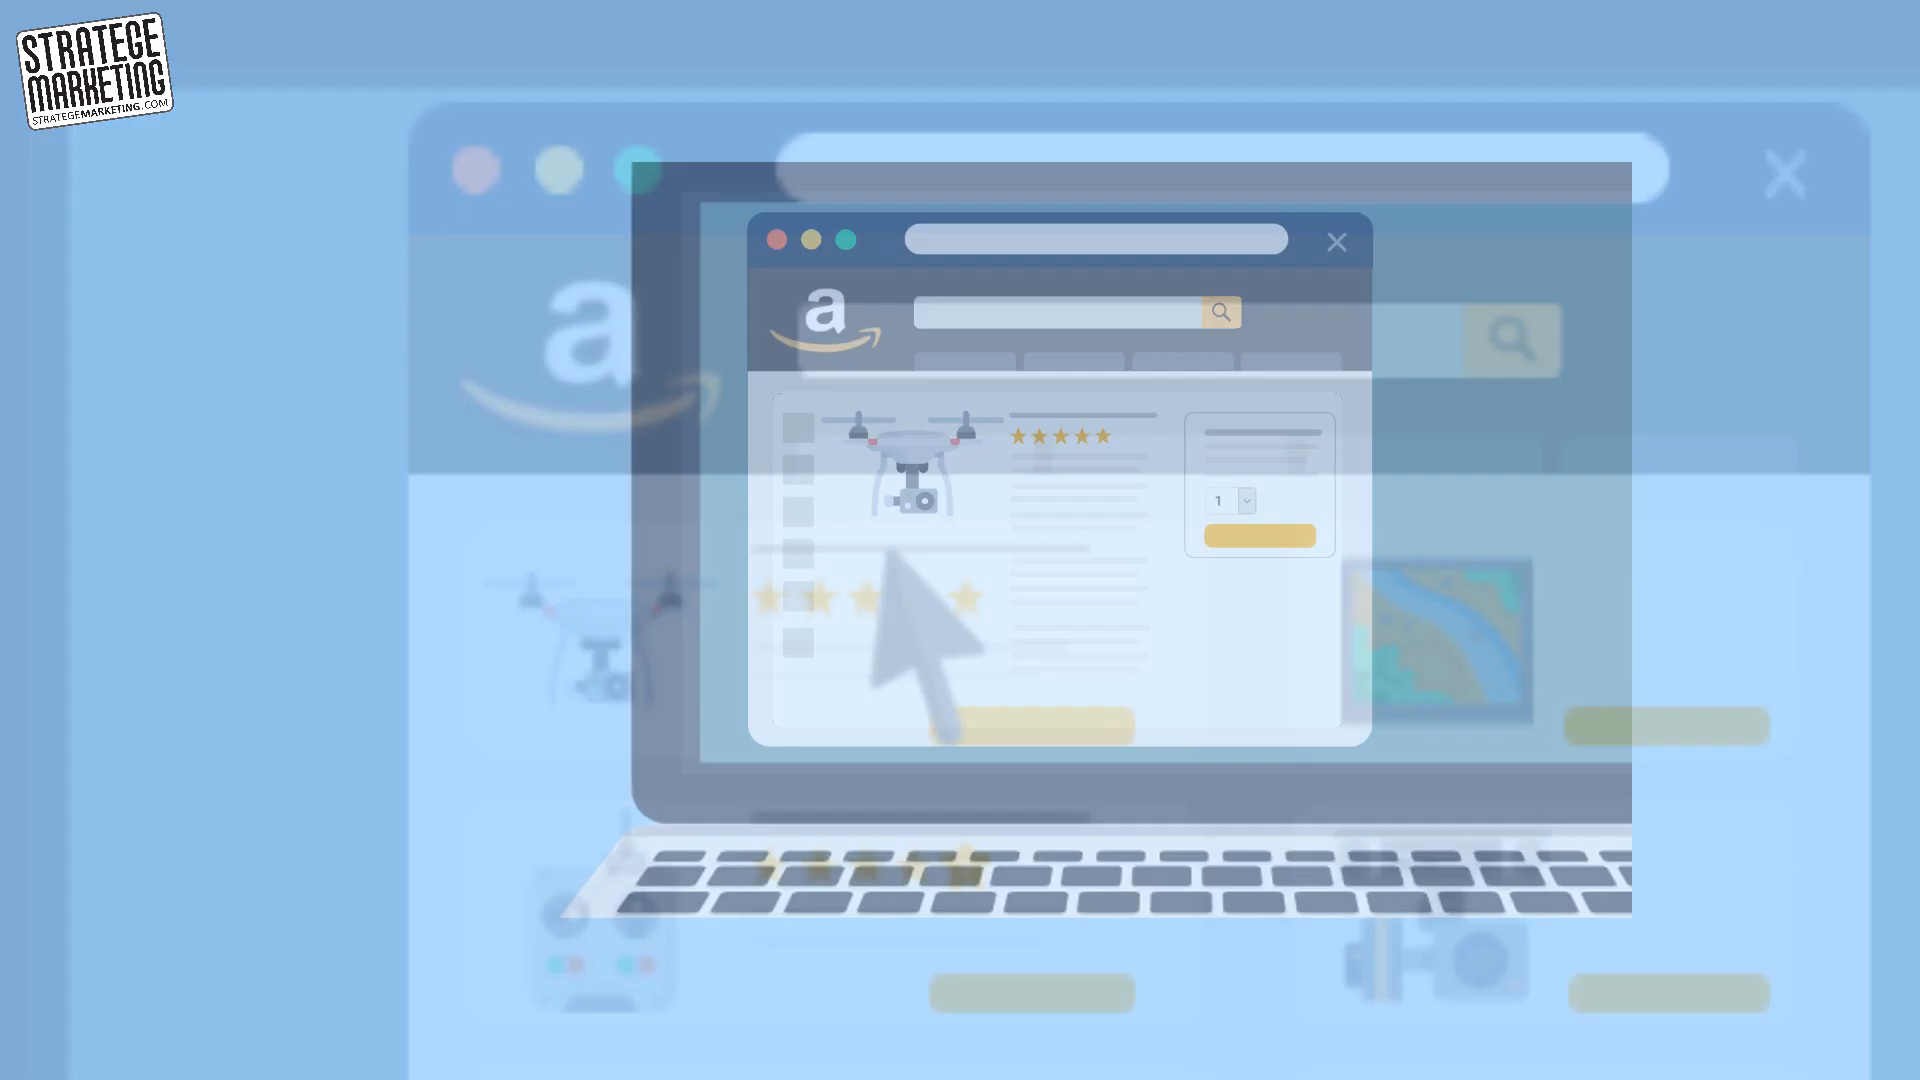 STRATEGE
MARKETING
STRATEGEMARKETING.COM
a
a
1